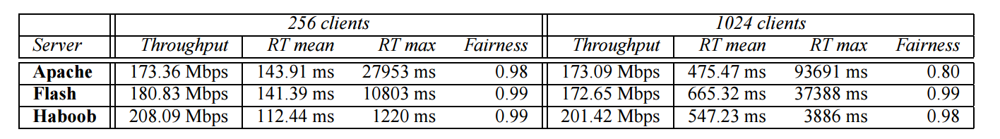 256 clients 1024 clients
Server Throughput RT mean RT max Fairness Throughput RT mean RT max Fairness
Apache 173.36 Mbps 143.91 ms 27953 ms 0.98 173.09 Mbps 475.47 ms 93691 ms 0.80
Flash 180.83 Mbps 141.39 ms 10803 ms 0.99 172.65 Mbps 665.32 ms 37388 ms 0.99
Haboob 208.09 Mbps 112.44 ms 1220 ms 0.99 201.42 Mbps 547.23 ms 3886 ms 0.98